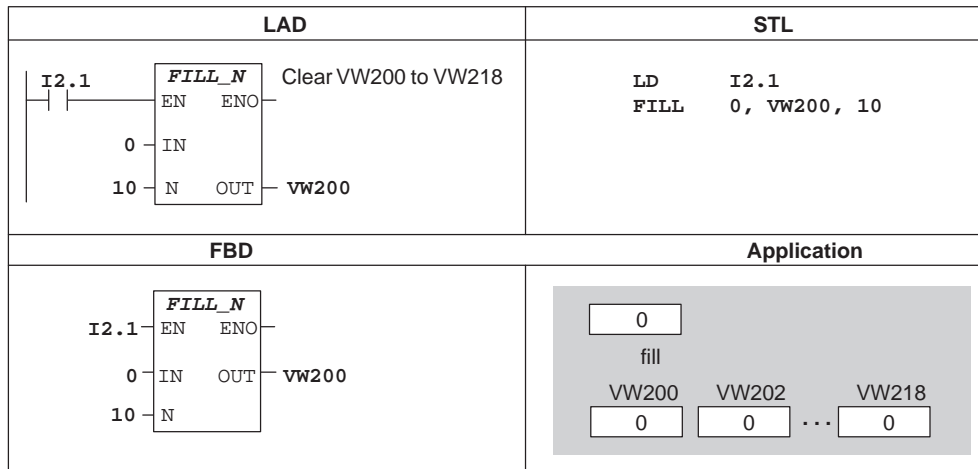 LAD
STL
I2.1
FILL_N
Clear VW200 to VW218
EN ENO
0 IN
10 N OUT VW200
LD I2.1
FILL 0, VW200, 10
FBD
Application
FILL_N
I2.1 EN ENO
0 IN OUT VW200
10 N
0
fill
VW200 VW202 VW218
0 0 ... 0